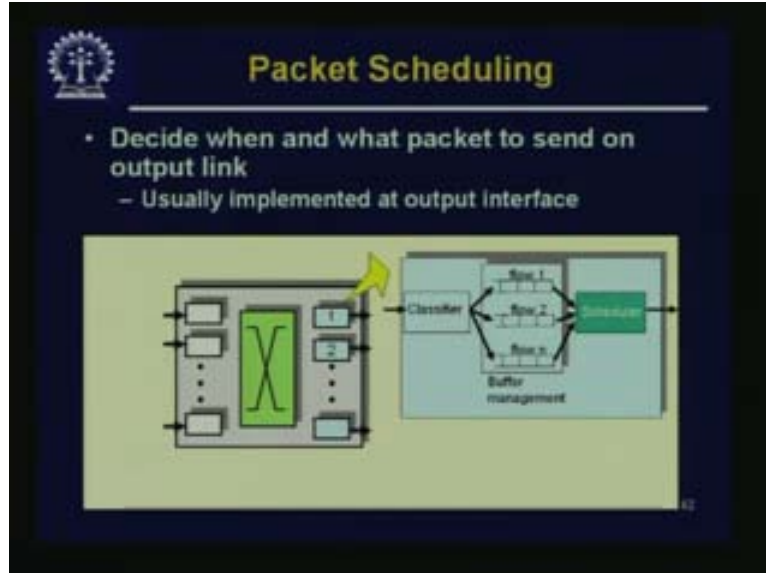 Packet Scheduling
• Decide when and what packet to send on
output link
– Usually implemented at output interface
1
2
Classifier
flow 1
flow 2
flow n
Scheduler
Buffer
management